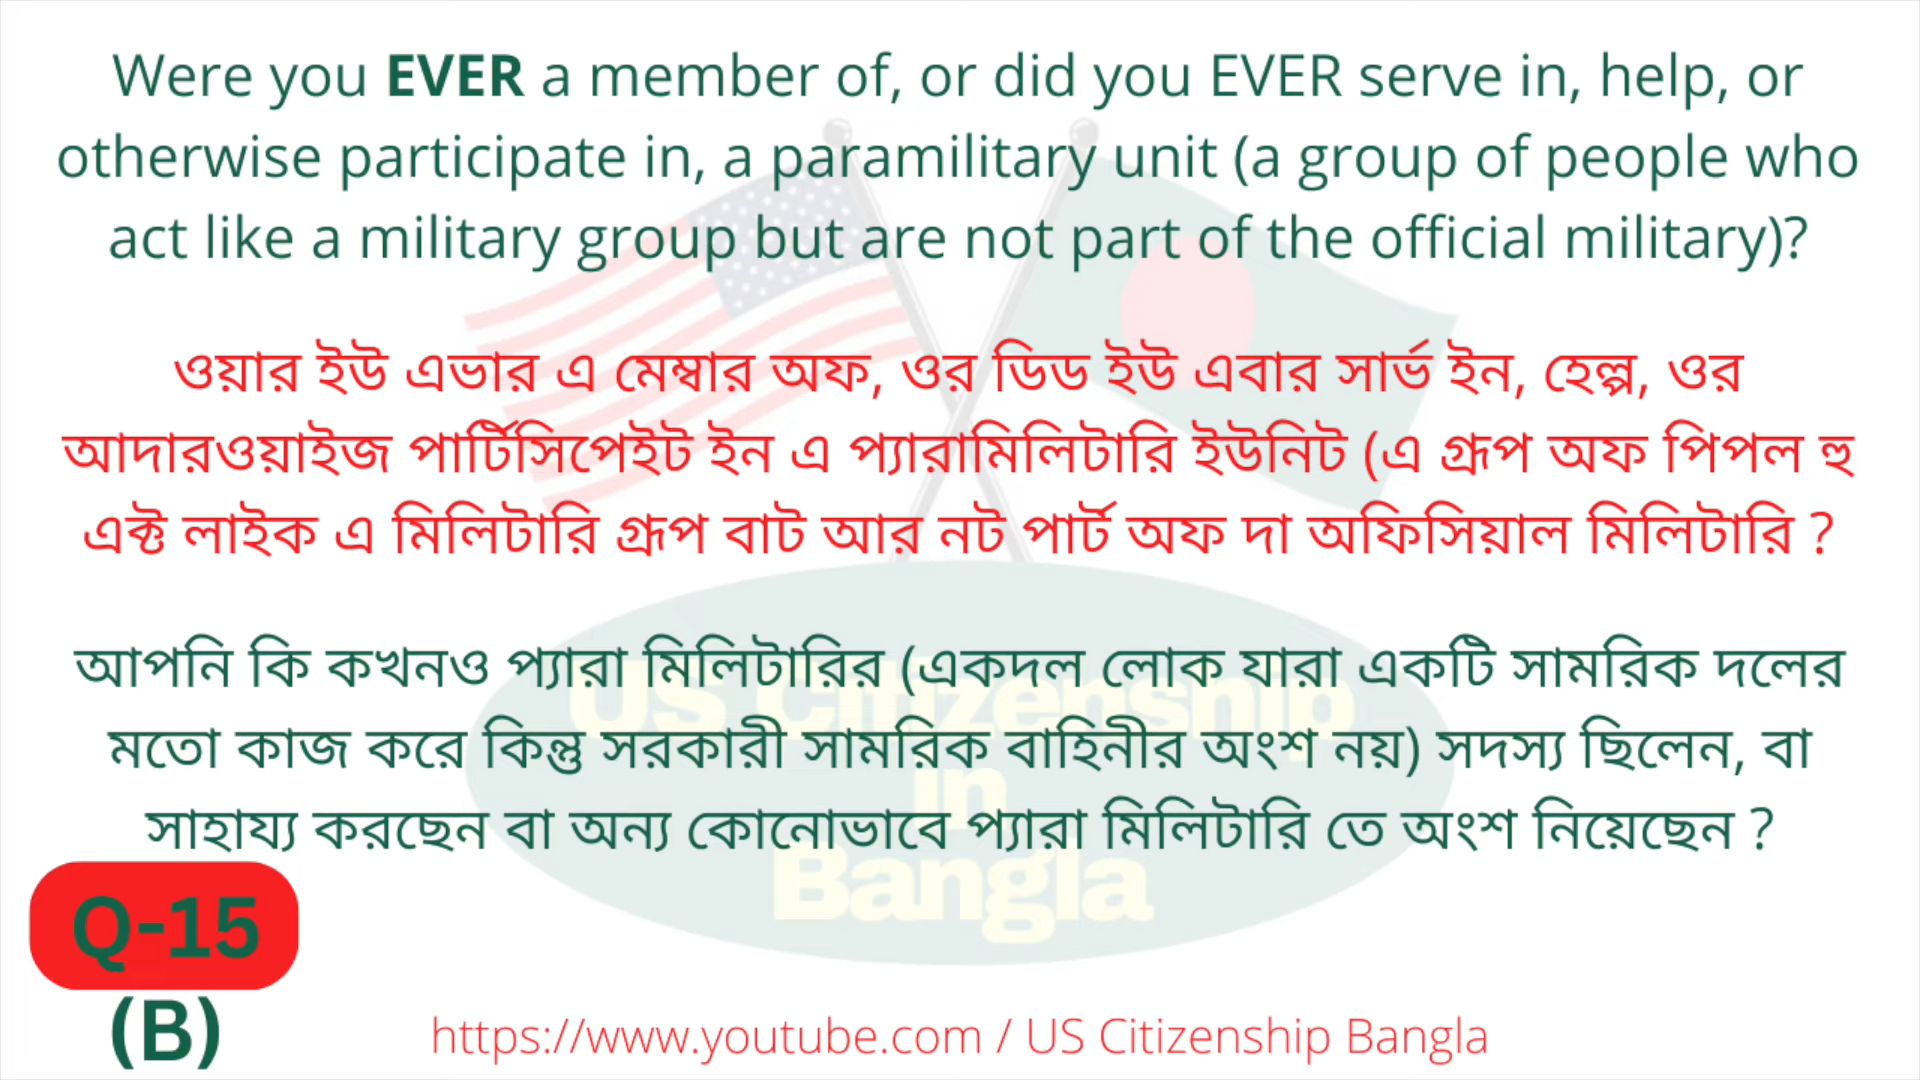 Were you EVER a member of, or did you EVER serve in, help, or
otherwise participate in, a paramilitary unit (a group of people who
act like a military group but are not part of the official military)?
ওয়ার ইউ এভার এ মেম্বার অফ, ওর ডিড ইউ এবার সার্ভ ইন, হেল্প, ওর
আদারওয়াইজ পার্টিসিপেইট ইন এ প্যারামিলিটারি ইউনিট (এ গ্রূপ অফ পিপল হু
এক্ট লাইক এ মিলিটারি গ্রূপ বাট আর নট পার্ট অফ দা অফিসিয়াল মিলিটারি ?
আপনি কি কখনও প্যারা মিলিটারির (একদল লোক যারা একটি সামরিক দলের
মতো কাজ করে কিন্তু সরকারী সামরিক বাহিনীর অংশ নয়) সদস্য ছিলেন, বা
সাহায্য করছেন বা অন্য কোনোভাবে প্যারা মিলিটারি তে অংশ নিয়েছেন ?
US Citizenship
in
Bangla
Q-15
(B)
https://www.youtube.com / US Citizenship Bangla